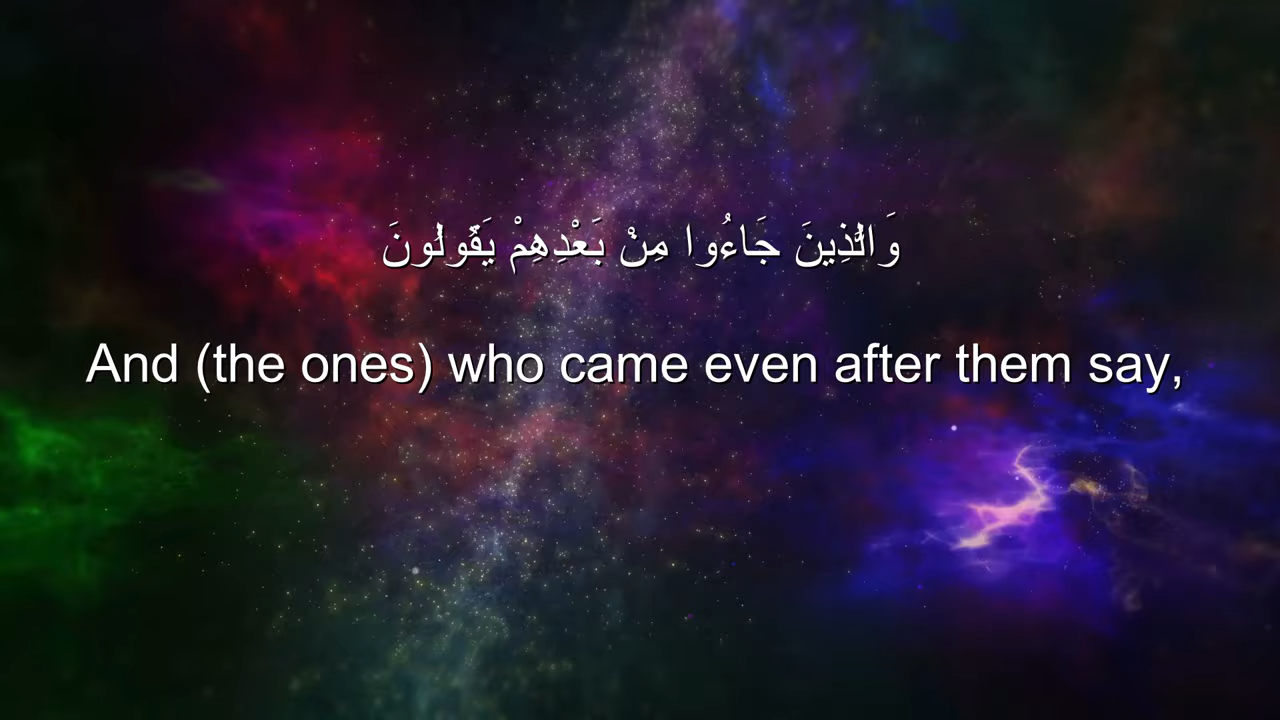 وَالَّذِينَ جَاءُوا مِنْ بَعْدِهِمْ يَقُولُونَ
And (the ones) who came even after them say,